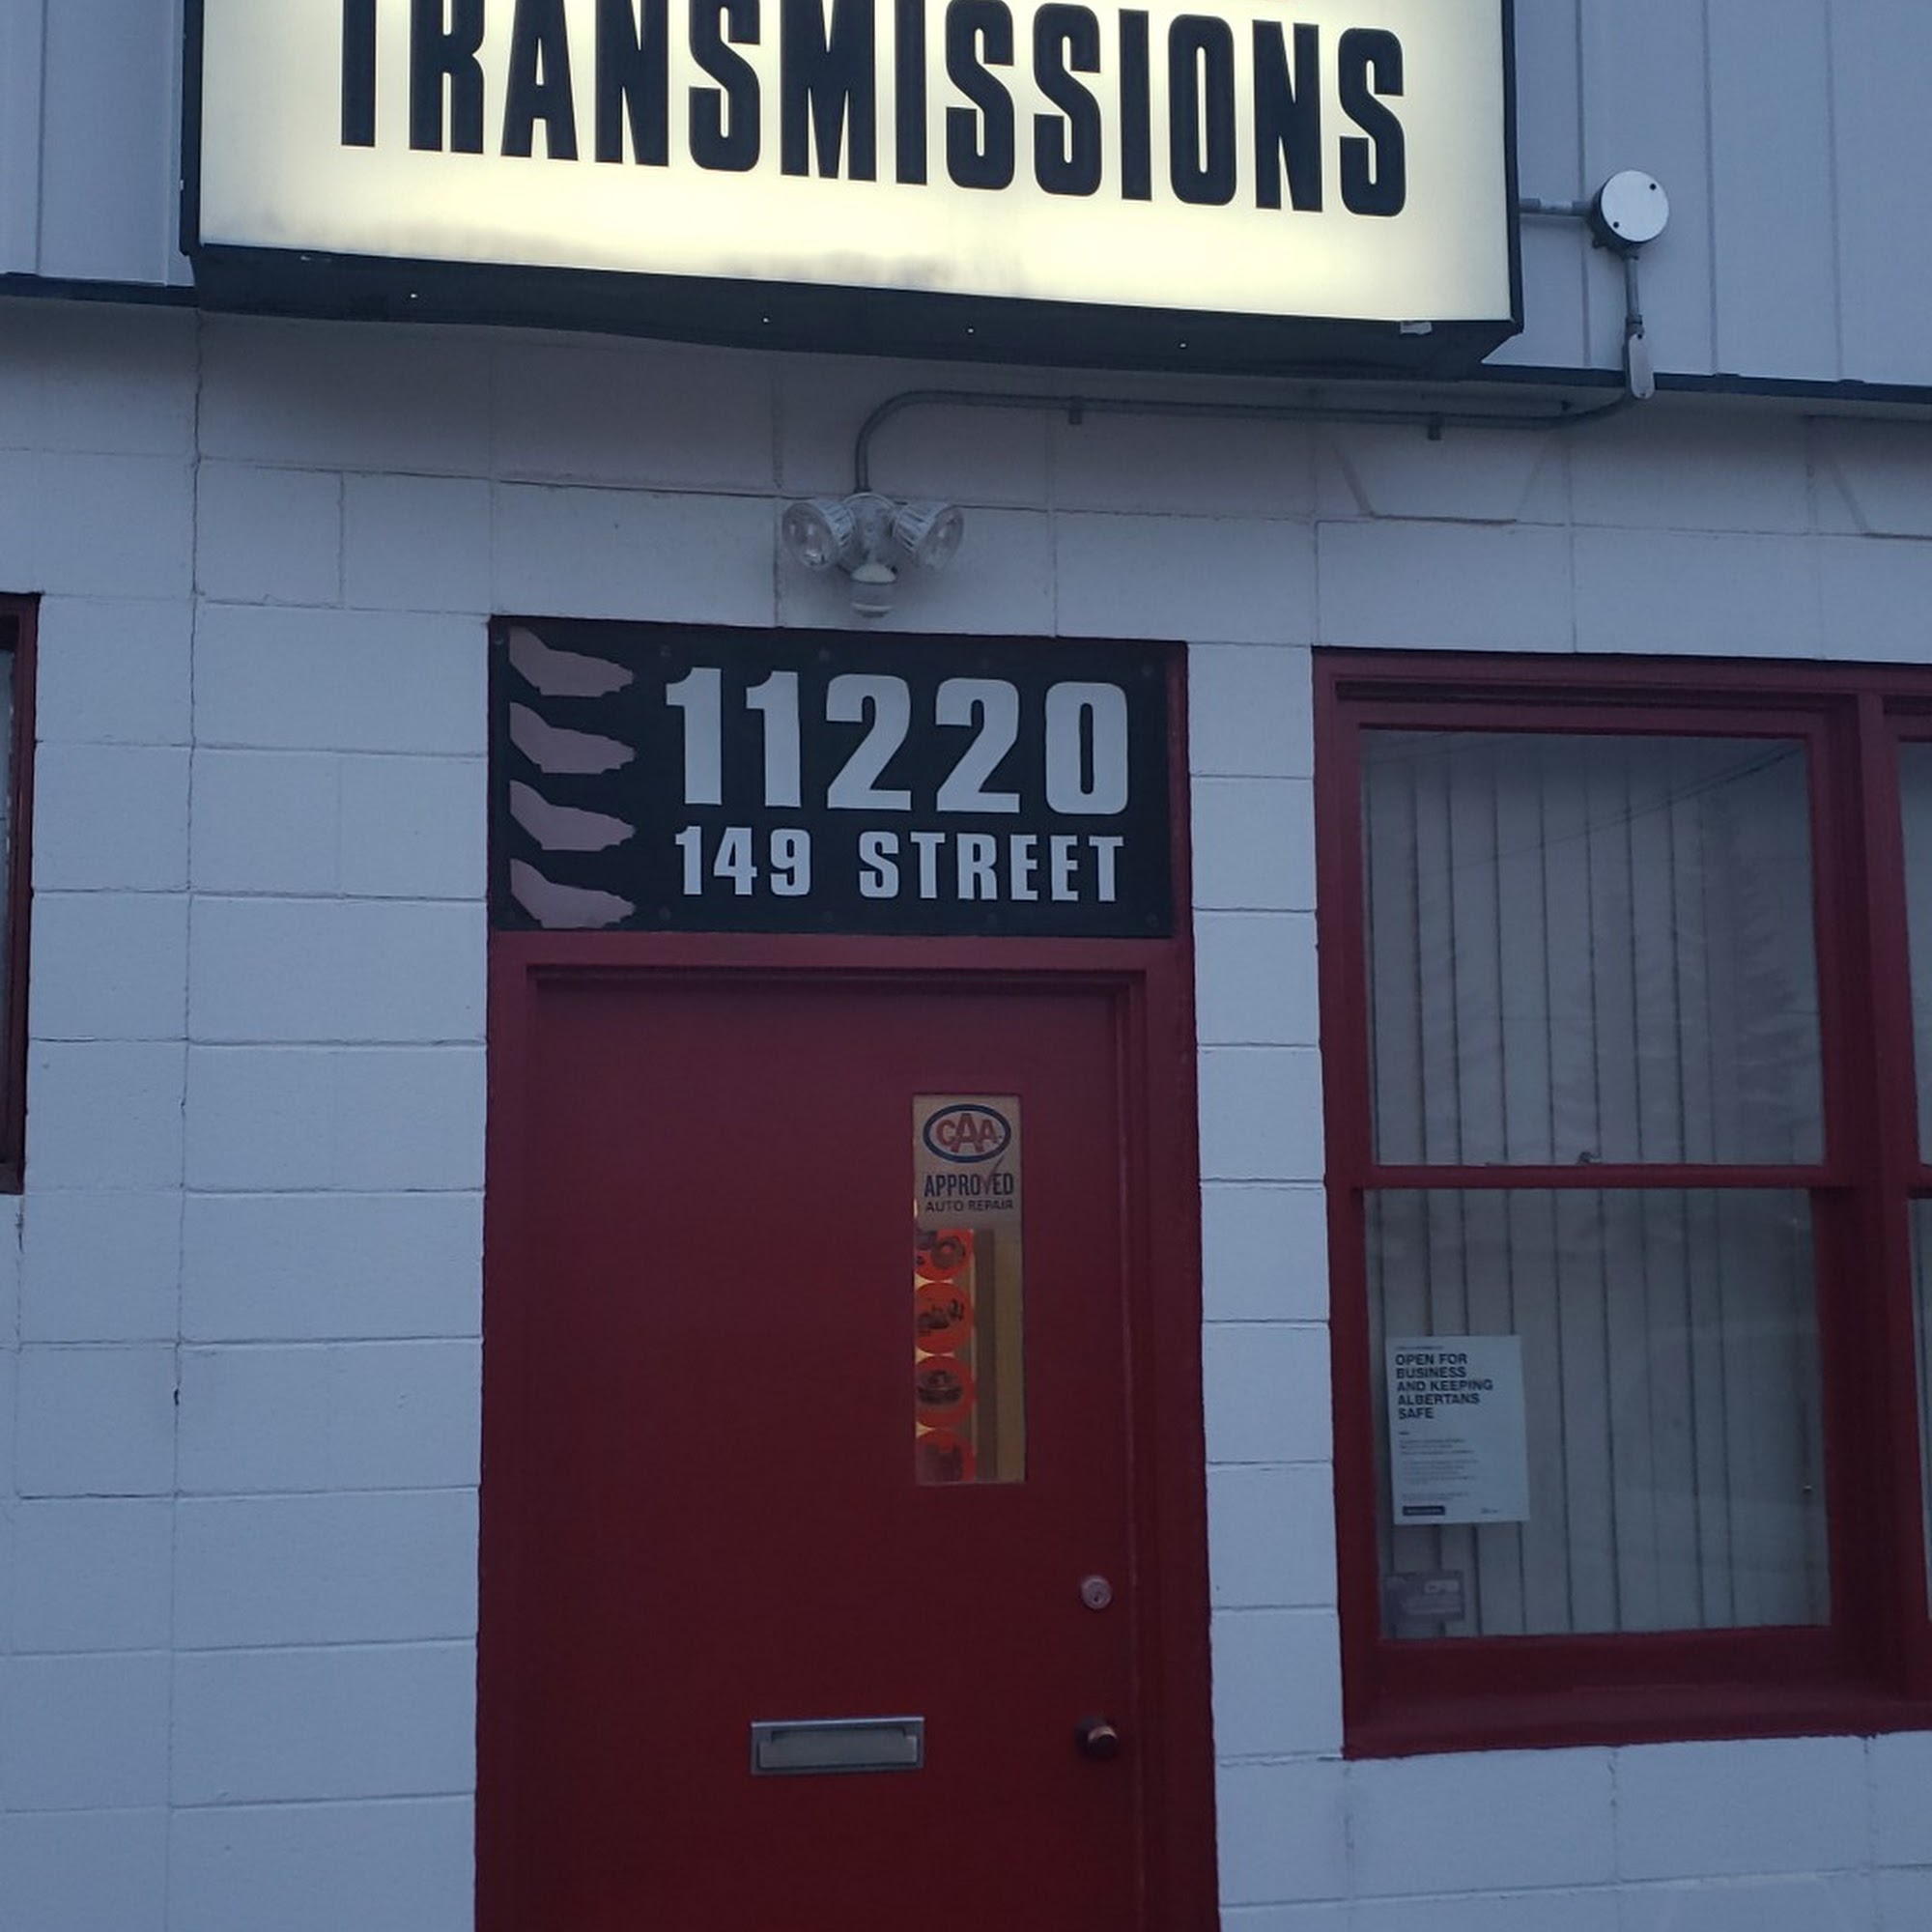 TRANSMISSIONS
11220
149 STREET
CAA
APPROVED
AUTO REPAIR
OPEN FOR
BUSINESS
AND KEEPING
ALBERTANS
SAFE